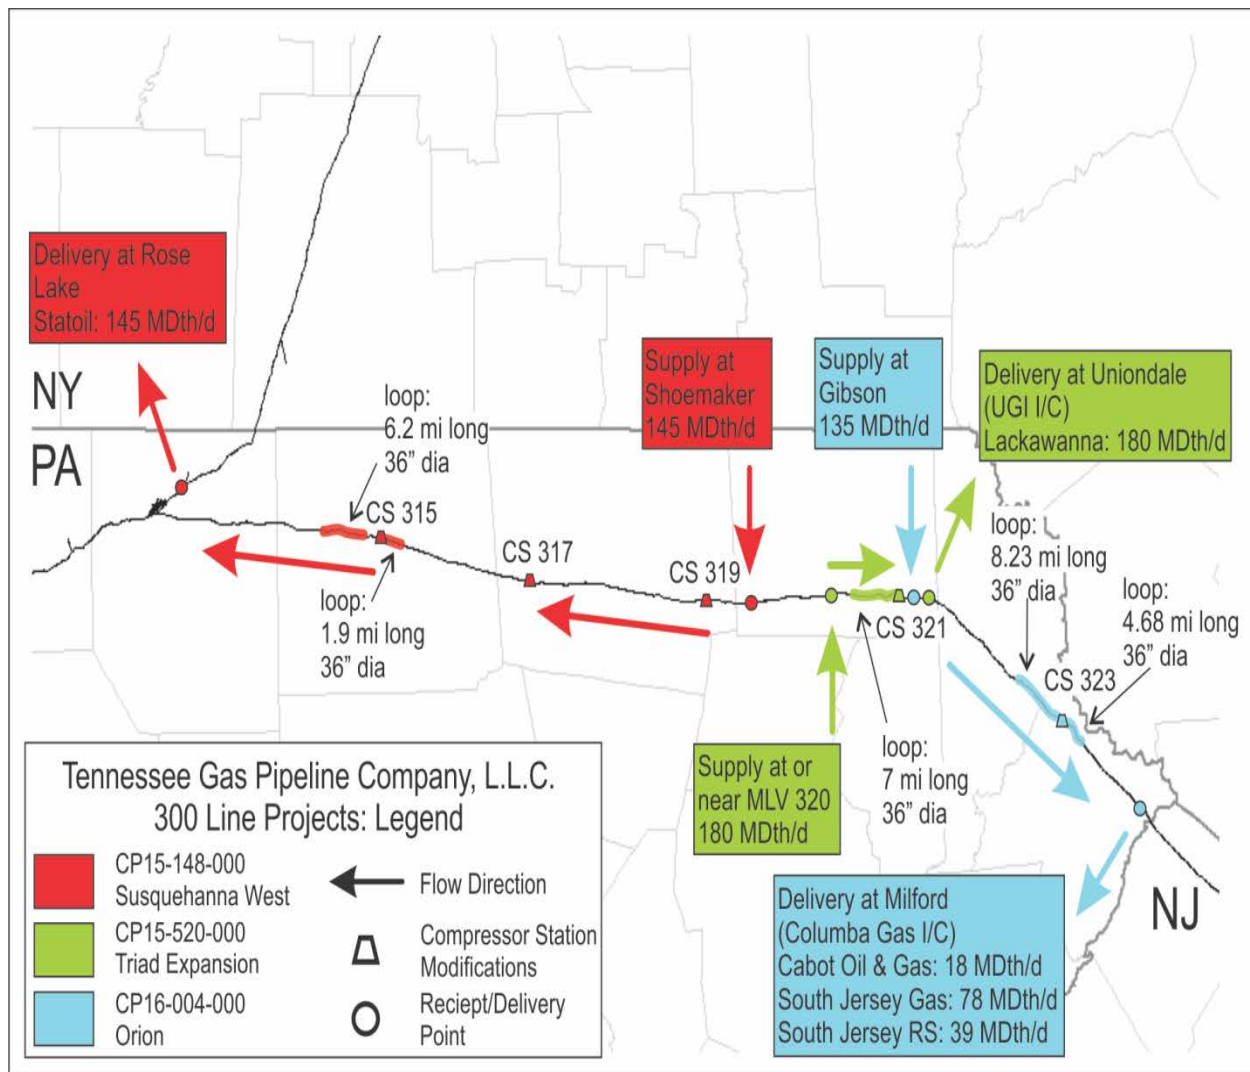 Delivery at Rose
Lake
Statoil: 145 MDth/d
NY
PA
loop:
6.2 mi long
36” dia
Supply at
Shoemaker
145 MDth/d
Supply at
Gibson
135 MDth/d
Delivery at Uniondale
(UGI I/C)
Lackawanna: 180 MDth/d
CS 315
CS 317
CS 319
CS 321
loop:
8.23 mi long
36” dia
loop:
4.68 mi long
36” dia
CS 323
loop:
1.9 mi long
36” dia
loop:
7 mi long
36” dia
Supply at or
near MLV 320
180 MDth/d
Delivery at Milford
(Columba Gas I/C)
Cabot Oil & Gas: 18 MDth/d
South Jersey Gas: 78 MDth/d
South Jersey RS: 39 MDth/d
NJ
Tennessee Gas Pipeline Company, L.L.C.
300 Line Projects: Legend
CP15-148-000
Susquehanna West
CP15-520-000
Triad Expansion
CP16-004-000
Orion
Flow Direction
Compressor Station
Modifications
Reciept/Delivery
Point